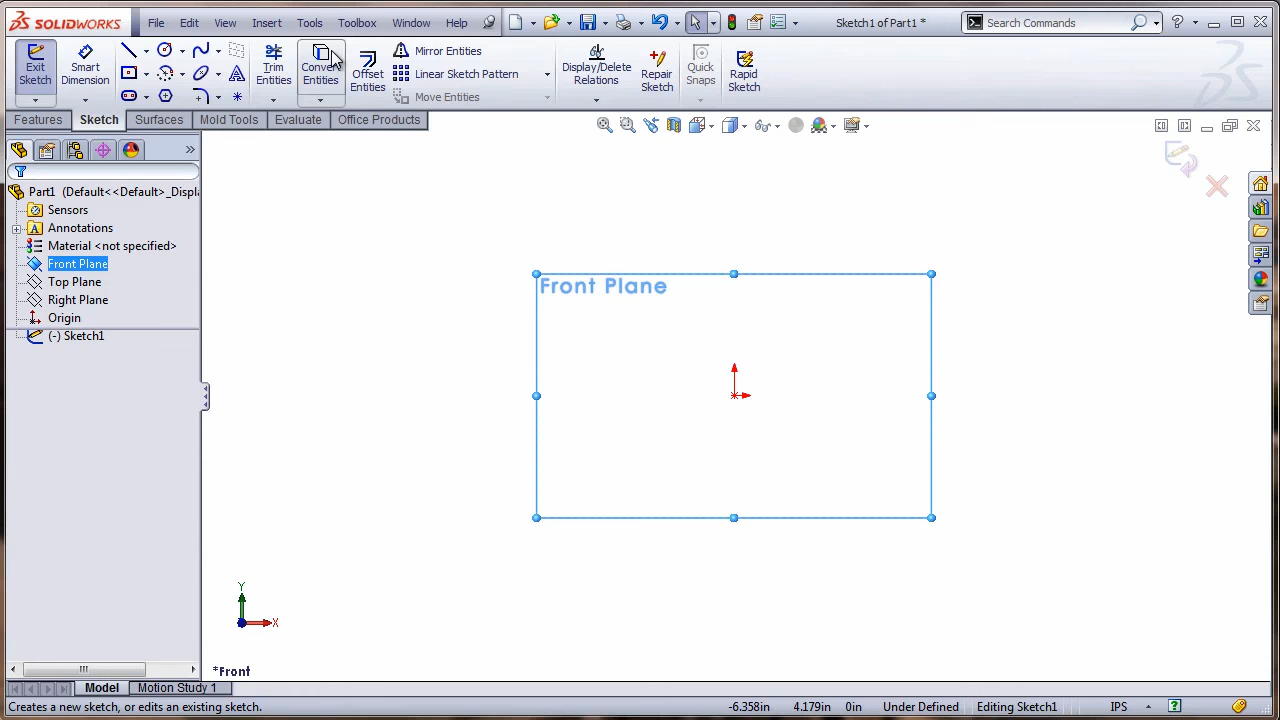 SOLIDWORKS File Edit View Insert Tools Toolbox Window Help Sketch1 of Part1 * Search Commands
Exit Sketch
Smart Dimension
Trim Entities
Convert Entities
Offset Entities
Mirror Entities
Linear Sketch Pattern
Move Entities
Display/Delete Relations
Repair Sketch
Quick Snaps
Rapid Sketch
Features Sketch Surfaces Mold Tools Evaluate Office Products
Part1 (Default<<Default>_Displa
Sensors
Annotations
Material <not specified>
Front Plane
Top Plane
Right Plane
Origin
(-) Sketch1
Front Plane
Y
X
*Front
Model Motion Study 1
Creates a new sketch, or edits an existing sketch. -6.358in 4.179in 0in Under Defined Editing Sketch1 IPS